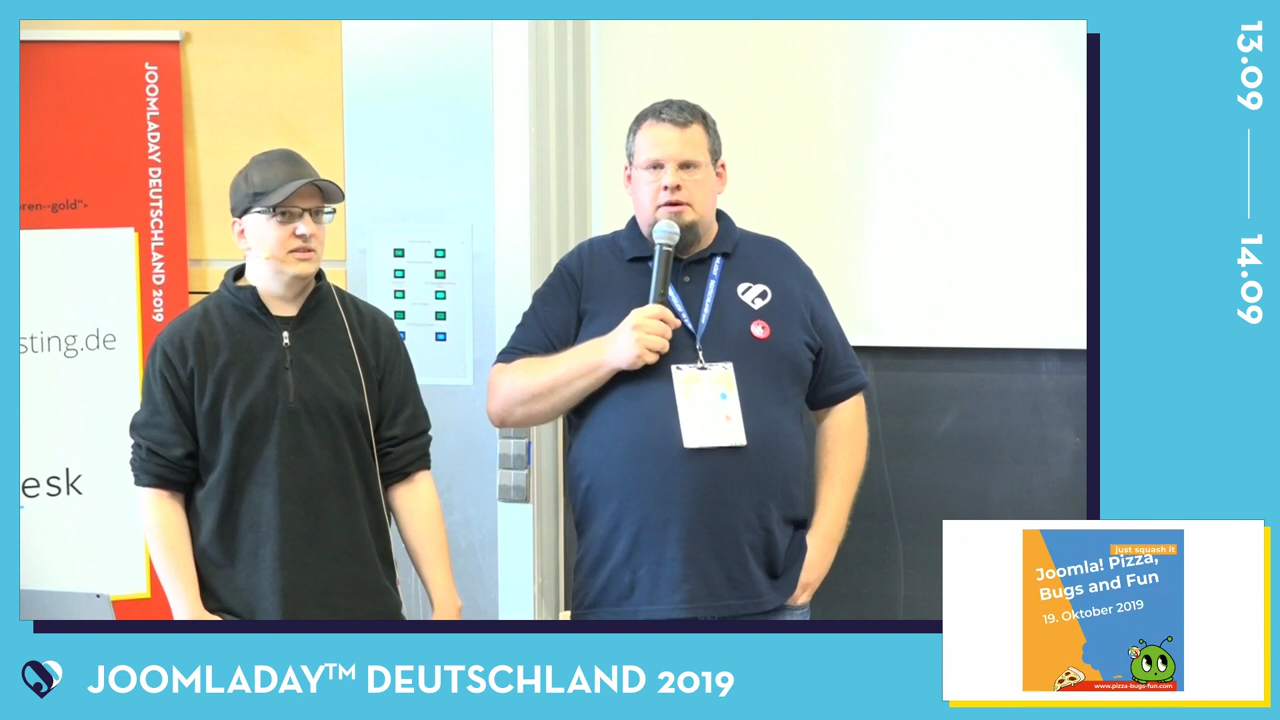 JOOMLADAY DEUTSCHLAND 2019
ren--gold">
sting.de
esk
13.09
14.09
just squash it
Joomla! Pizza,
Bugs and Fun
19. Oktober 2019
www.pizza-bugs-fun.com
JOOMLADAY™ DEUTSCHLAND 2019